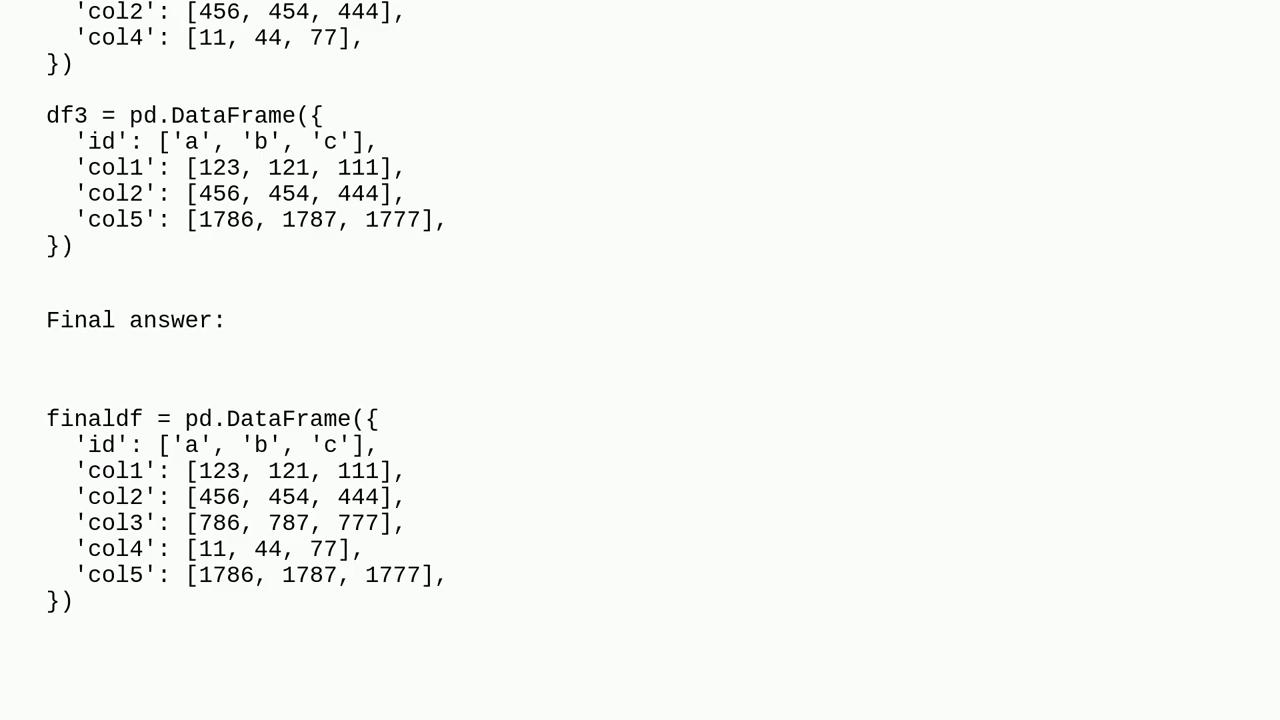 'col2': [456, 454, 444],
'col4': [11, 44, 77],
})
df3 = pd.DataFrame({
'id': ['a', 'b', 'c'],
'col1': [123, 121, 111],
'col2': [456, 454, 444],
'col5': [1786, 1787, 1777],
})
Final answer:
finaldf = pd.DataFrame({
'id': ['a', 'b', 'c'],
'col1': [123, 121, 111],
'col2': [456, 454, 444],
'col3': [786, 787, 777],
'col4': [11, 44, 77],
'col5': [1786, 1787, 1777],
})